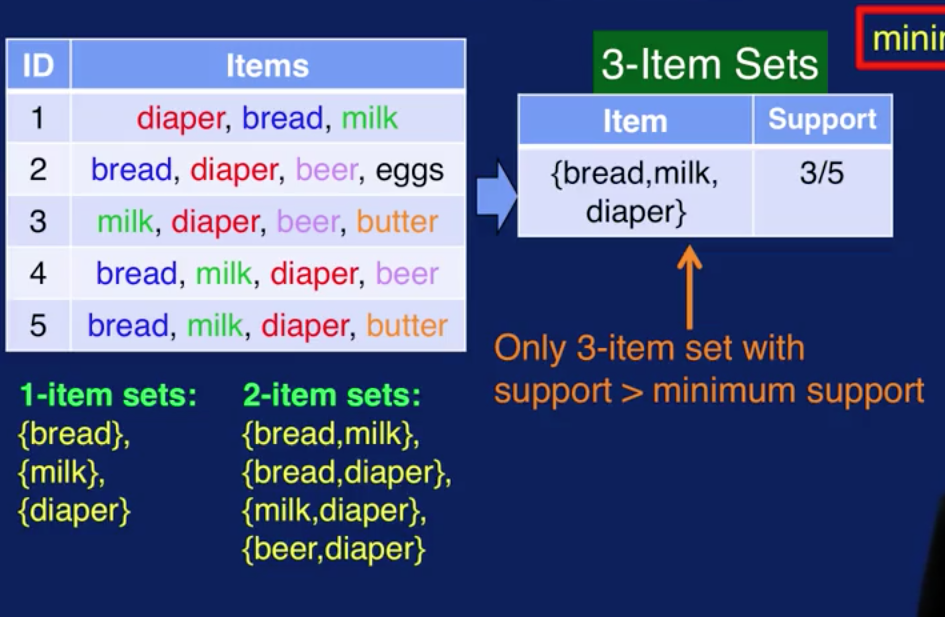 minir
3-Item Sets
ID Items
1 diaper, bread, milk
2 bread, diaper, beer, eggs
3 milk, diaper, beer, butter
4 bread, milk, diaper, beer
5 bread, milk, diaper, butter
Item Support
{bread,milk, 3/5
diaper}
Only 3-item set with
support > minimum support
1-item sets:
{bread},
{milk},
{diaper}
2-item sets:
{bread,milk},
{bread,diaper},
{milk,diaper},
{beer,diaper}